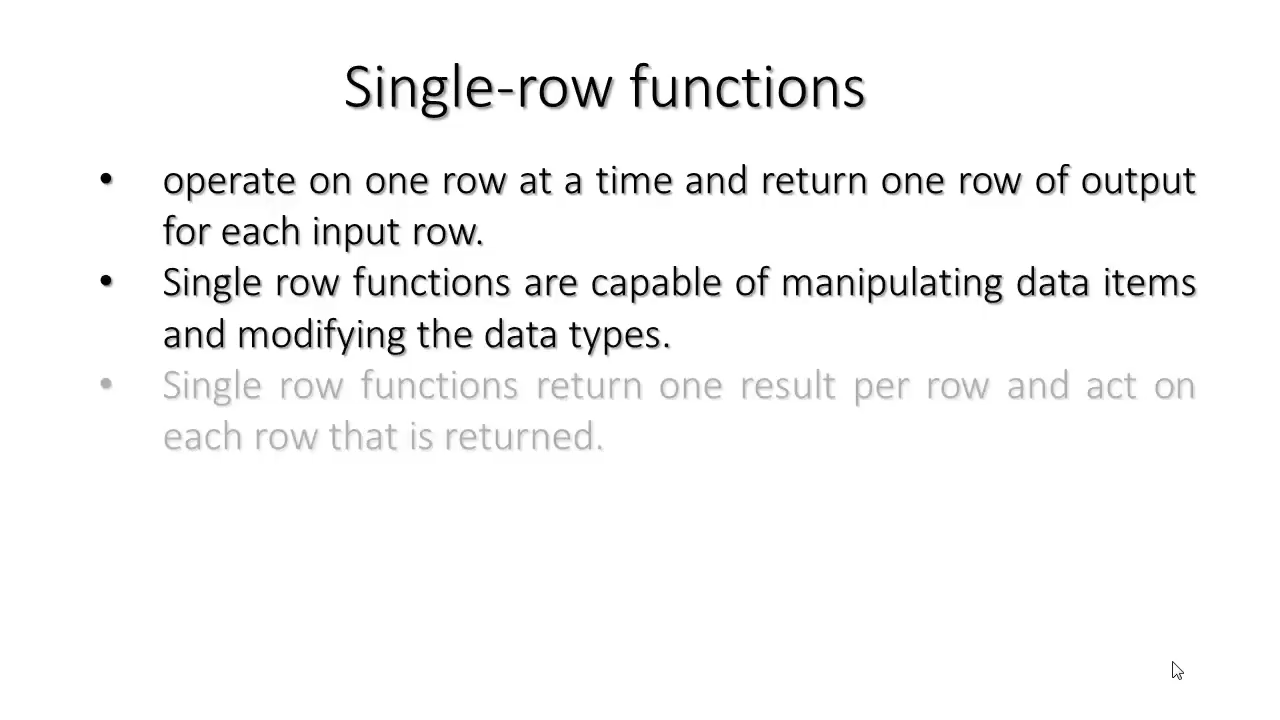 Single-row functions
• operate on one row at a time and return one row of output
for each input row.
• Single row functions are capable of manipulating data items
and modifying the data types.
• Single row functions return one result per row and act on
each row that is returned.